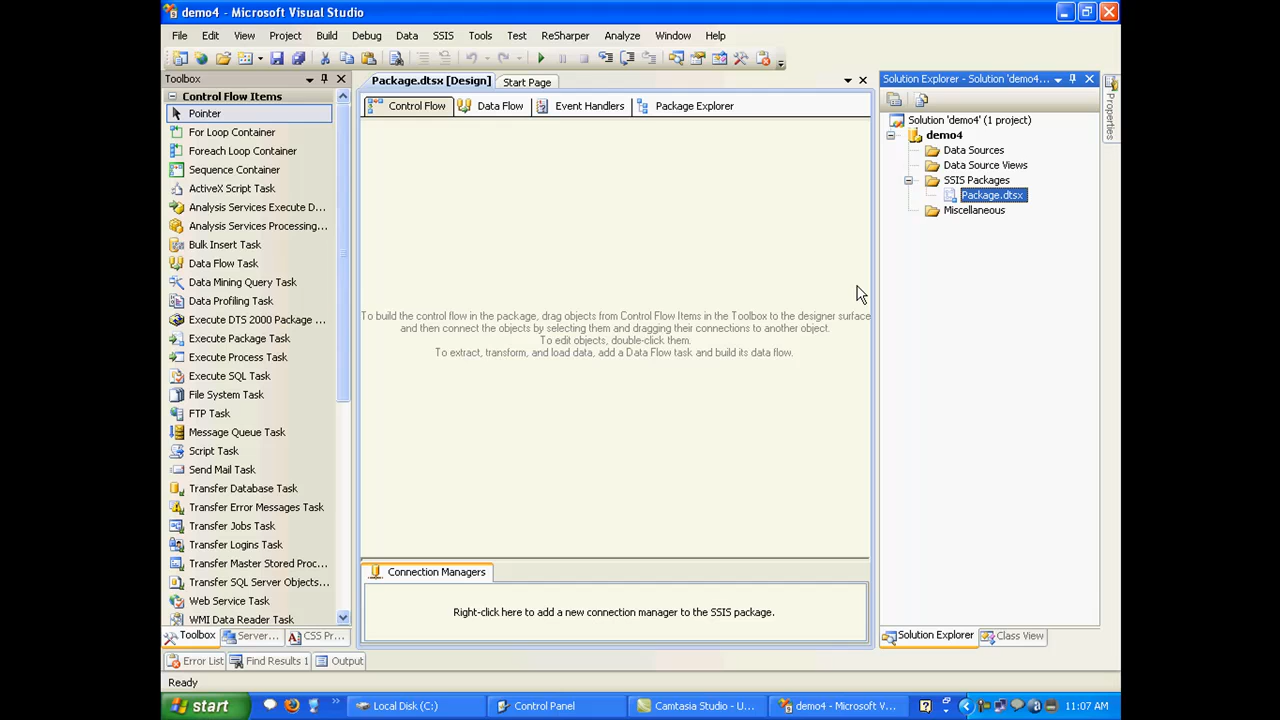 demo4 - Microsoft Visual Studio
File Edit View Project Build Debug Data SSIS Tools Test ReSharper Analyze Window Help
Toolbox
Control Flow Items
Pointer
For Loop Container
Foreach Loop Container
Sequence Container
ActiveX Script Task
Analysis Services Execute D...
Analysis Services Processing...
Bulk Insert Task
Data Flow Task
Data Mining Query Task
Data Profiling Task
Execute DTS 2000 Package ...
Execute Package Task
Execute Process Task
Execute SQL Task
File System Task
FTP Task
Message Queue Task
Script Task
Send Mail Task
Transfer Database Task
Transfer Error Messages Task
Transfer Jobs Task
Transfer Logins Task
Transfer Master Stored Proc...
Transfer SQL Server Objects...
Web Service Task
WMI Data Reader Task
Toolbox Server... CSS Pr...
Package.dtsx [Design] Start Page
Control Flow Data Flow Event Handlers Package Explorer
To build the control flow in the package, drag objects from Control Flow Items in the Toolbox to the designer surface
and then connect the objects by selecting them and dragging their connections to another object.
To edit objects, double-click them.
To extract, transform, and load data, add a Data Flow task and build its data flow.
Connection Managers
Right-click here to add a new connection manager to the SSIS package.
Solution Explorer - Solution 'demo4'...
Solution 'demo4' (1 project)
demo4
Data Sources
Data Source Views
SSIS Packages
Package.dtsx
Miscellaneous
Solution Explorer Class View
Properties
Error List Find Results 1 Output
Ready
start Local Disk (C:) Control Panel Camtasia Studio - U... demo4 - Microsoft V... 11:07 AM